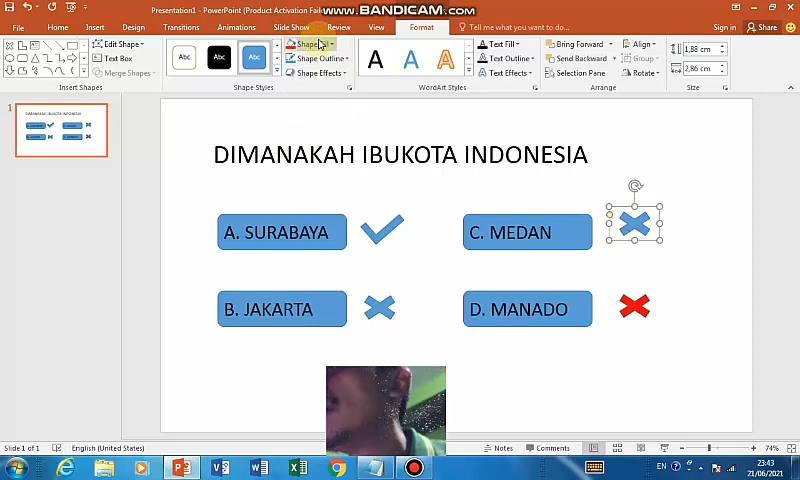 Presentation1 - PowerPoint (Product Activation Fail
www.BANDICAM.com
File Home Insert Design Transitions Animations Slide Show Review View Format Tell me what you want to do... Sign in Share
Edit Shape
Text Box
Merge Shapes
Insert Shapes
Abc Abc Abc
Shape Fill
Shape Outline
Shape Effects
Shape Styles
A A A
Text Fill
Text Outline
Text Effects
WordArt Styles
Bring Forward
Send Backward
Selection Pane
Align
Group
Rotate
Arrange
1,88 cm
2,86 cm
Size
1
DIMANAKAH IBUKOTA INDONESIA
A. SURABAYA
C. MEDAN
B. JAKARTA
D. MANADO
Slide 1 of 1 English (United States) Notes Comments 74%
EN 23:43
21/06/2021